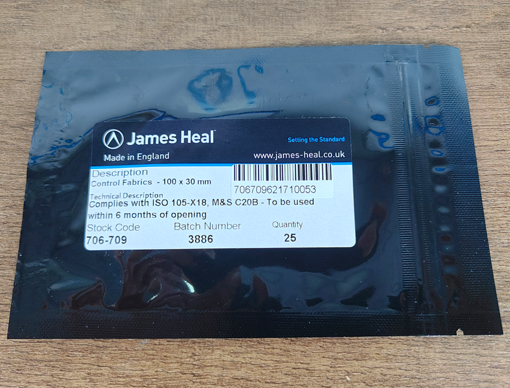 James Heal
Setting the Standard
Made in England
www.james-heal.co.uk
Description
Control Fabrics - 100 x 30 mm
706709621710053
Technical Description
Complies with ISO 105-X18, M&S C20B - To be used
within 6 months of opening
Stock Code Batch Number Quantity
706-709 3886 25